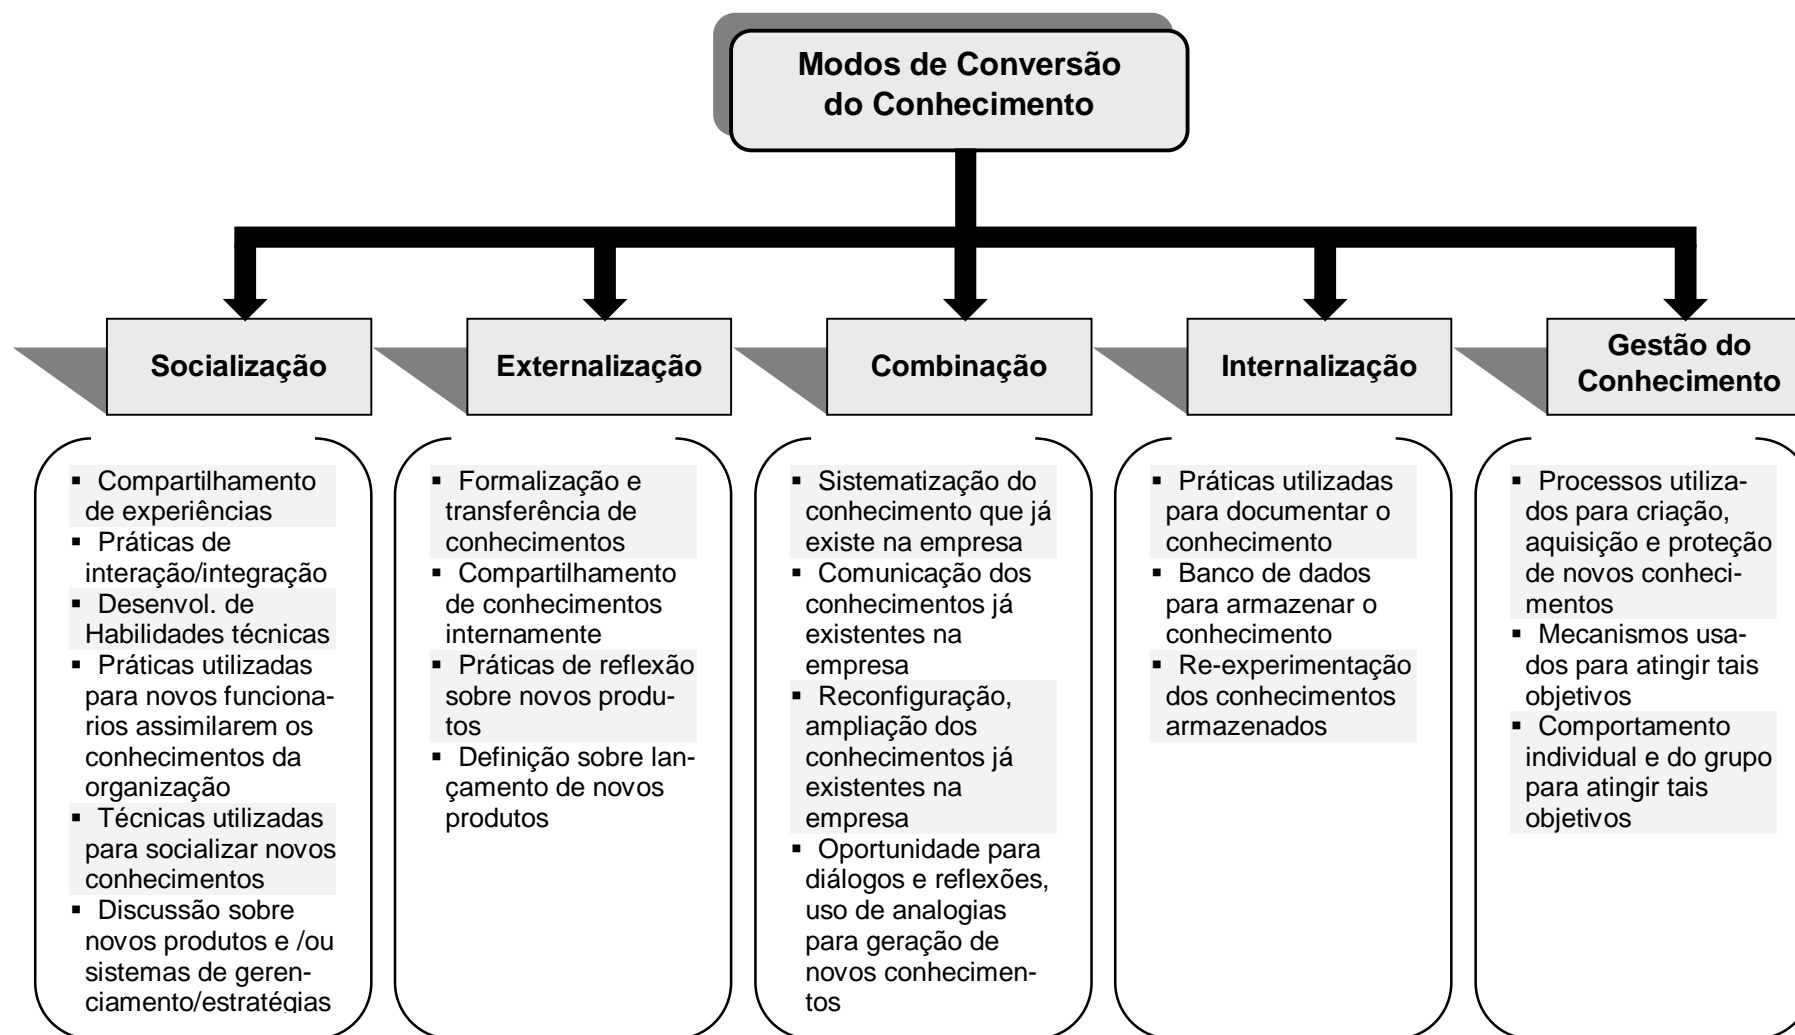 Modos de Conversão
do Conhecimento
Socialização
Externalização
Combinação
Internalização
Gestão do
Conhecimento
▪ Compartilhamento
de experiências
▪ Práticas de
interação/integração
▪ Desenvol. de
Habilidades técnicas
▪ Práticas utilizadas
para novos funciona-
rios assimilarem os
conhecimentos da
organização
▪ Técnicas utilizadas
para socializar novos
conhecimentos
▪ Discussão sobre
novos produtos e /ou
sistemas de geren-
ciamento/estratégias
▪ Formalização e
transferência de
conhecimentos
▪ Compartilhamento
de conhecimentos
internamente
▪ Práticas de reflexão
sobre novos produ-
tos
▪ Definição sobre lan-
çamento de novos
produtos
▪ Sistematização do
conhecimento que já
existe na empresa
▪ Comunicação dos
conhecimentos já
existentes na
empresa
▪ Reconfiguração,
ampliação dos
conhecimentos já
existentes na
empresa
▪ Oportunidade para
diálogos e reflexões,
uso de analogias
para geração de
novos conhecimen-
tos
▪ Práticas utilizadas
para documentar o
conhecimento
▪ Banco de dados
para armazenar o
conhecimento
▪ Re-experimentação
dos conhecimentos
armazenados
▪ Processos utiliza-
dos para criação,
aquisição e proteção
de novos conheci-
mentos
▪ Mecanismos usa-
dos para atingir tais
objetivos
▪ Comportamento
individual e do grupo
para atingir tais
objetivos